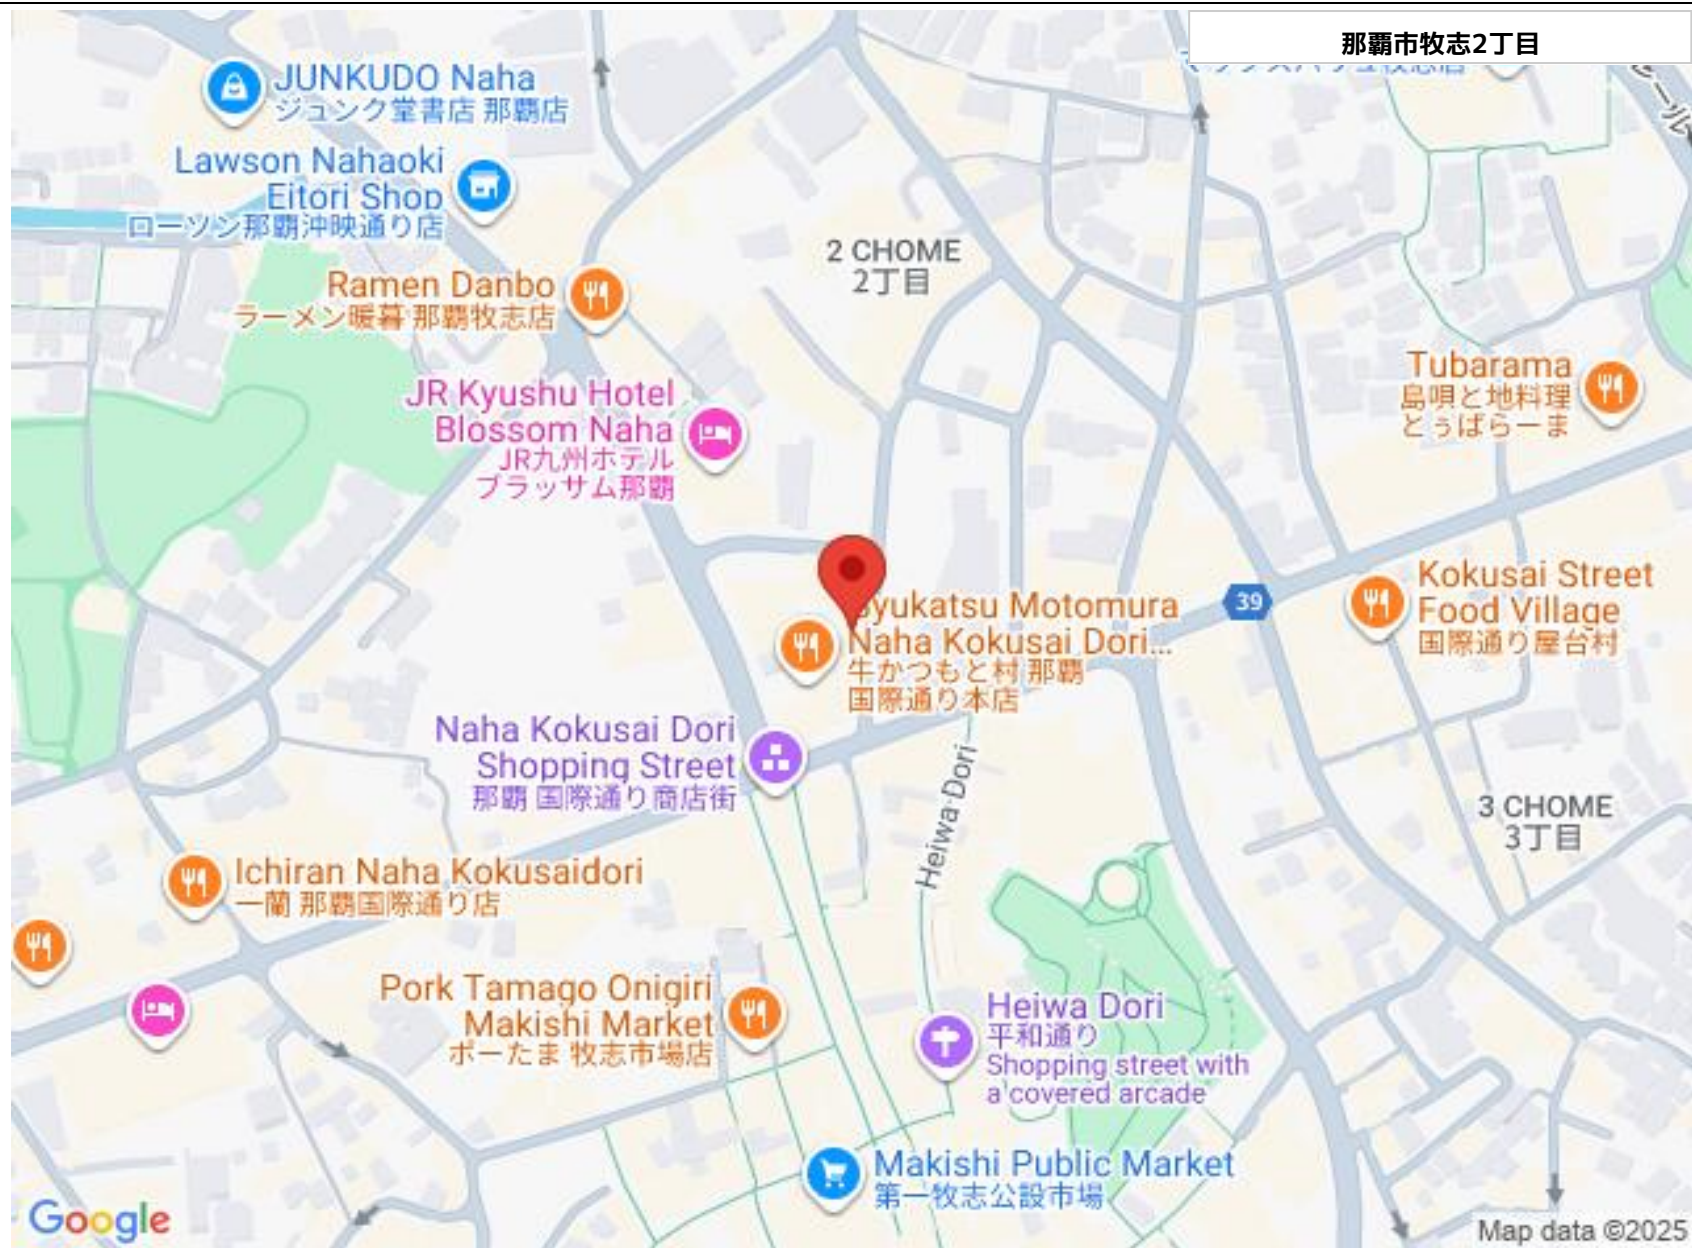 那覇市牧志2丁目
JUNKUDO Naha
ジュンク堂書店 那覇店
Lawson Nahaoki
Eitori Shop
ローソン那覇沖映通り店
2 CHOME
2丁目
Ramen Danbo
ラーメン暖暮 那覇牧志店
Tubarama
島唄と地料理
とぅばらーま
JR Kyushu Hotel
Blossom Naha
JR九州ホテル
ブラッサム那覇
39
Kokusai Street
Food Village
国際通り屋台村
yukatsu Motomura
Naha Kokusai Dori...
牛かつもと村 那覇
国際通り本店
Naha Kokusai Dori
Shopping Street
那覇 国際通り商店街
Heiwa Dori
3 CHOME
3丁目
Ichiran Naha Kokusaidori
一蘭 那覇国際通り店
Pork Tamago Onigiri
Makishi Market
ポーたま 牧志市場店
Heiwa Dori
平和通り
Shopping street with
a covered arcade
Makishi Public Market
第一牧志公設市場
Google
Map data ©2025